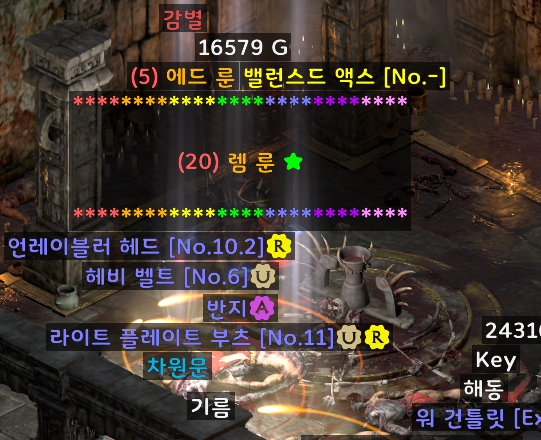 감별
16579 G
(5) 에드 룬 밸런스드 액스 [No.-]
***********************************
(20) 렘 룬
***********************************
언레이블러 헤드 [No.10.2] R
헤비 벨트 [No.6] U
반지 A
라이트 플레이트 부츠 [No.11] U R
24310
차원문
Key
해동
기름
워 건틀릿 [Ex